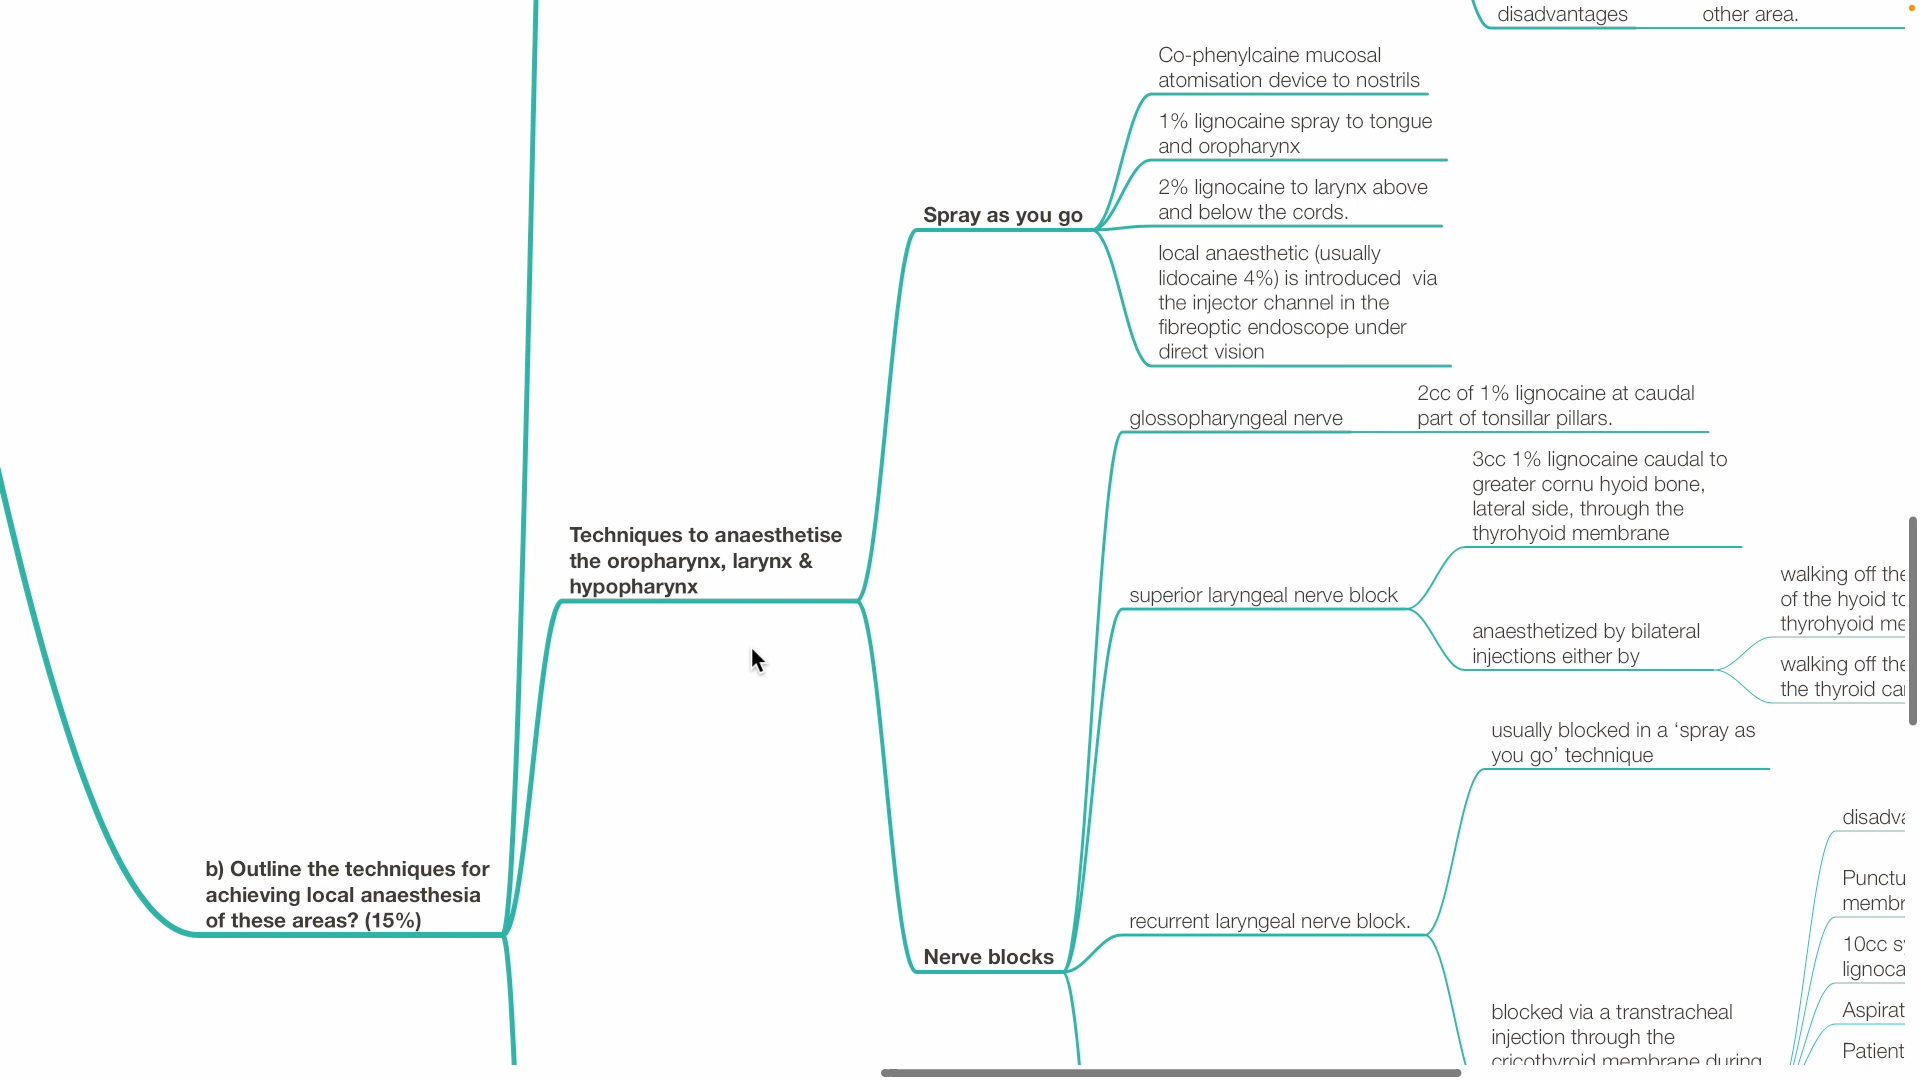 disadvantages
other area.
Co-phenylcaine mucosal
atomisation device to nostrils
1% lignocaine spray to tongue
and oropharynx
2% lignocaine to larynx above
and below the cords.
Spray as you go
local anaesthetic (usually
lidocaine 4%) is introduced via
the injector channel in the
fibreoptic endoscope under
direct vision
glossopharyngeal nerve
2cc of 1% lignocaine at caudal
part of tonsillar pillars.
3cc 1% lignocaine caudal to
greater cornu hyoid bone,
lateral side, through the
thyrohyoid membrane
Techniques to anaesthetise
the oropharynx, larynx &
hypopharynx
superior laryngeal nerve block
anaesthetized by bilateral
injections either by
walking off the
of the hyoid to
thyrohyoid me
walking off the
the thyroid ca
usually blocked in a ‘spray as
you go’ technique
b) Outline the techniques for
achieving local anaesthesia
of these areas? (15%)
Nerve blocks
recurrent laryngeal nerve block.
blocked via a transtracheal
injection through the
cricothyroid membrane during
disadva
Punctu
membr
10cc s
lignoca
Aspirat
Patient